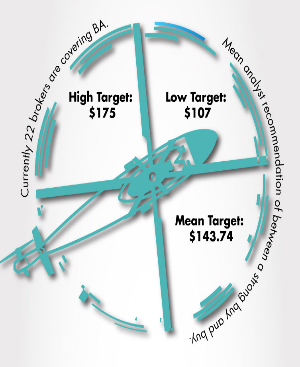 Currently 22 brokers are covering BA.
Mean analyst recommendation of between a strong buy and buy.
High Target:
$175
Low Target:
$107
Mean Target:
$143.74